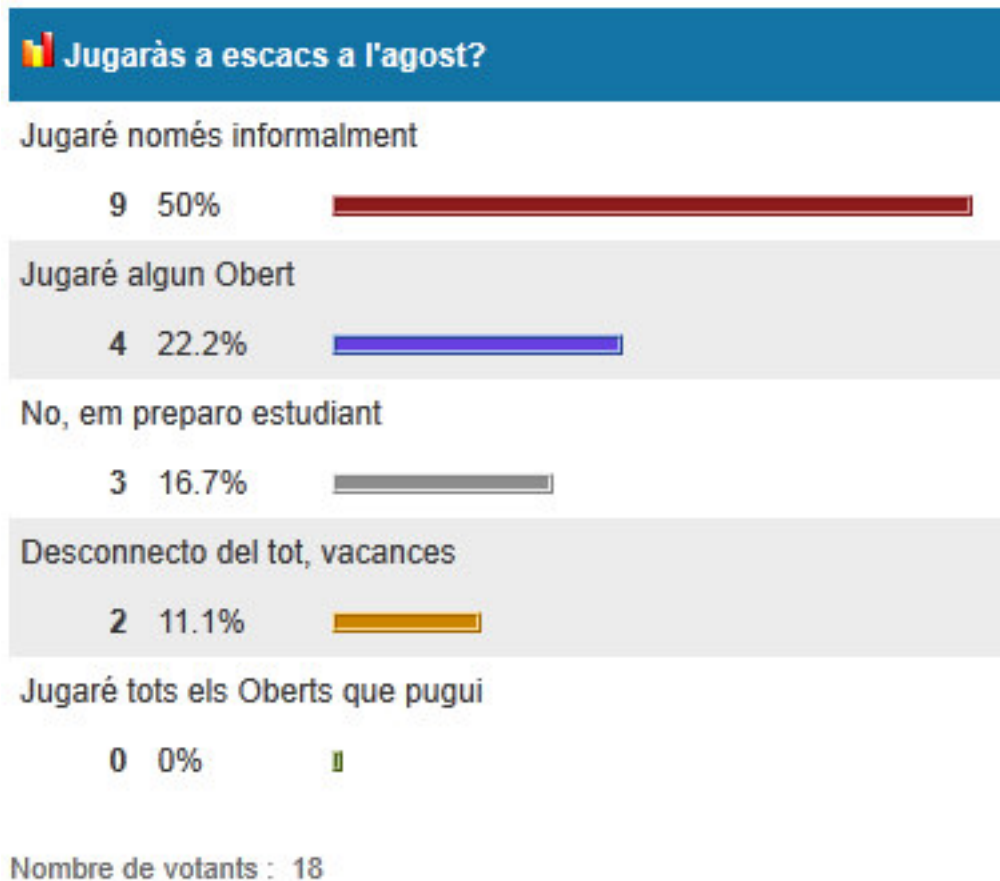 Jugaràs a escacs a l'agost?
Jugaré només informalment
9 50%
Jugaré algun Obert
4 22.2%
No, em preparo estudiant
3 16.7%
Desconnecto del tot, vacances
2 11.1%
Jugaré tots els Oberts que pugui
0 0%
Nombre de votants : 18